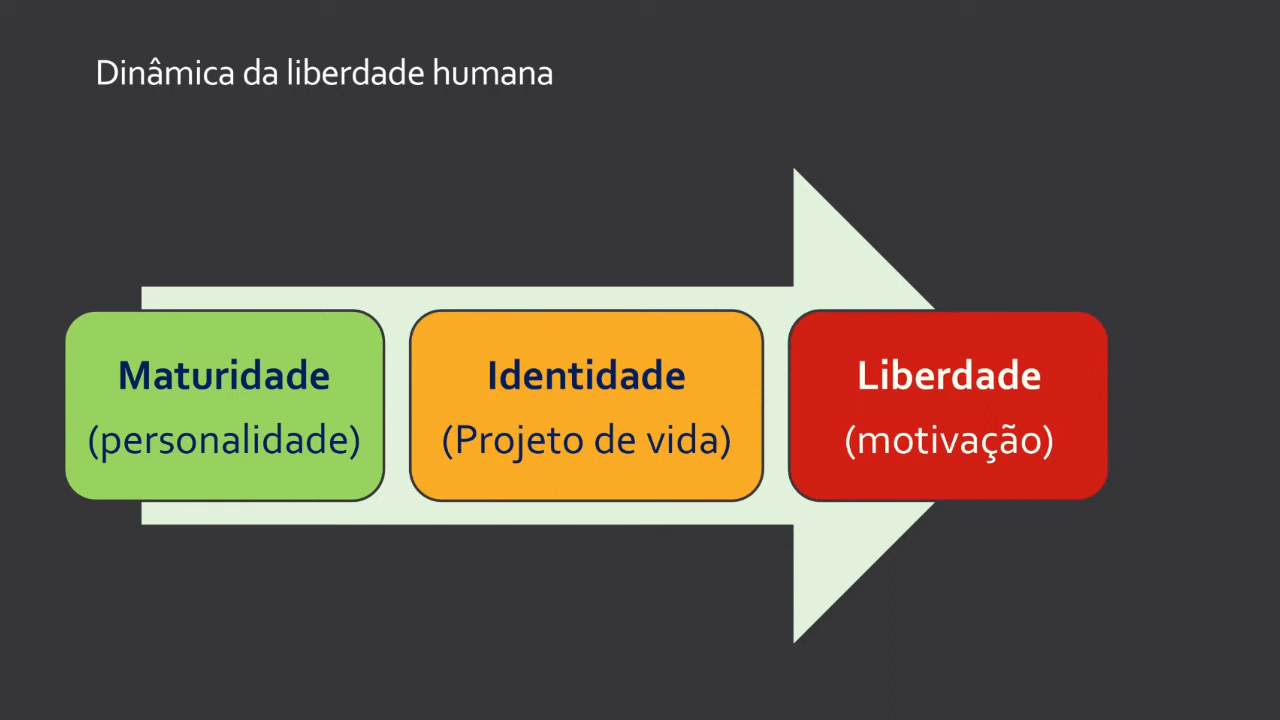 Dinâmica da liberdade humana
Maturidade
(personalidade)
Identidade
(Projeto de vida)
Liberdade
(motivação)